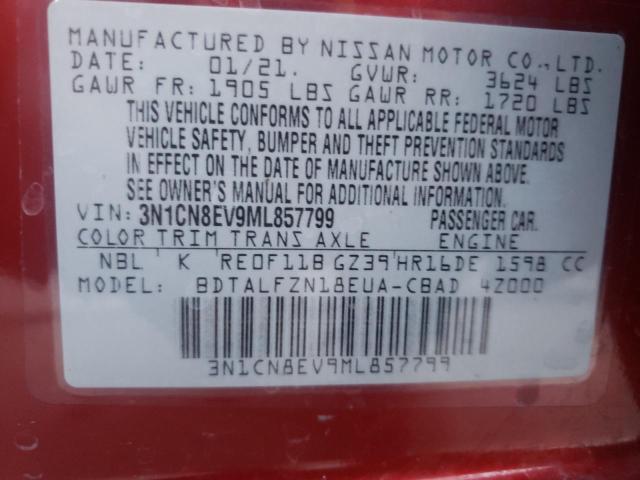 MANUFACTURED BY NISSAN MOTOR CO.,LTD.
DATE: 01/21. GVWR: 3624 LBS
GAWR FR: 1905 LBS GAWR RR: 1720 LBS
THIS VEHICLE CONFORMS TO ALL APPLICABLE FEDERAL MOTOR
VEHICLE SAFETY, BUMPER AND THEFT PREVENTION STANDARDS
IN EFFECT ON THE DATE OF MANUFACTURE SHOWN ABOVE.
SEE OWNER'S MANUAL FOR ADDITIONAL INFORMATION.
VIN: 3N1CN8EV9ML857799 PASSENGER CAR.
COLOR TRIM TRANS AXLE ENGINE
NBL K RE0F11B GZ39 HR16DE 1598 CC
MODEL: BDTALFZN18EUA-CBAD 4Z000
3N1CN8EV9ML857799